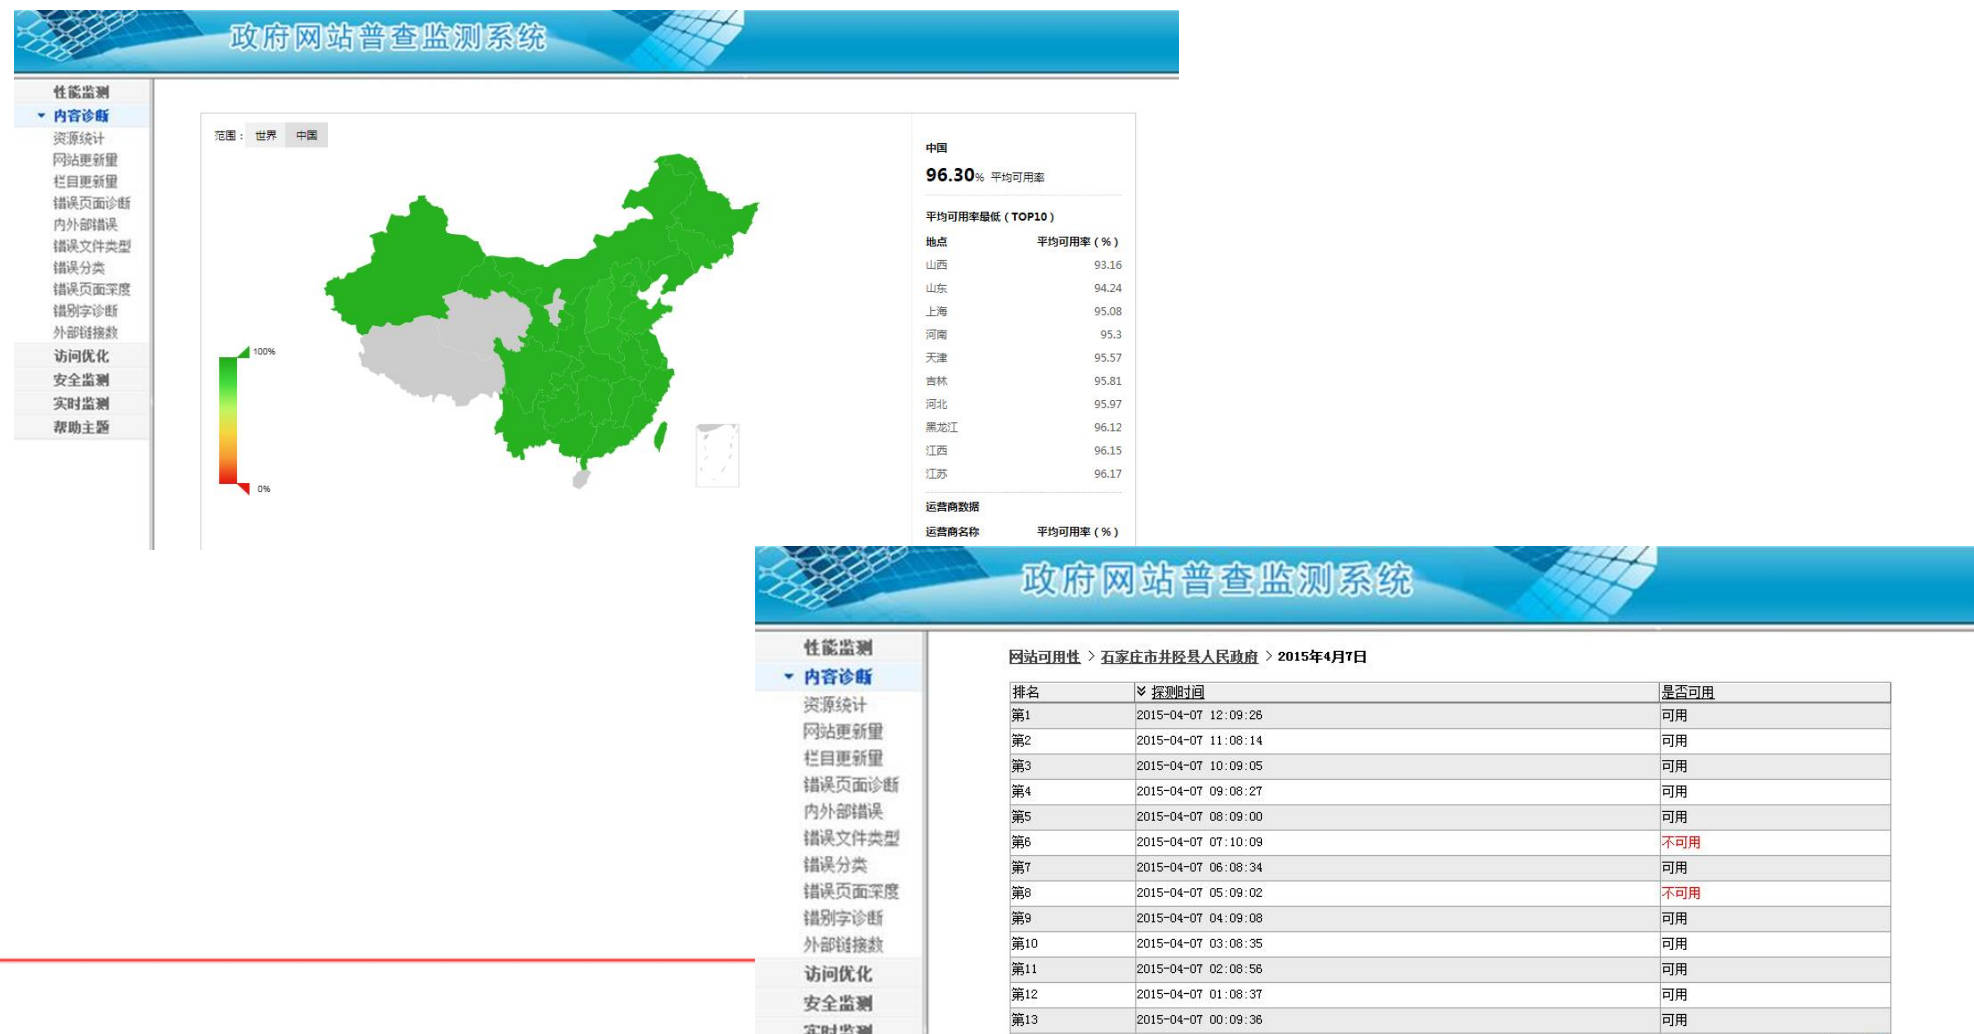 政府网站普查监测系统
性能监测
内容诊断
资源统计
网站更新量
栏目更新量
错误页面诊断
内外部错误
错误文件类型
错误分类
错误页面深度
错别字诊断
外部链接数
访问优化
安全监测
实时监测
帮助主题
范围： 世界 中国
100%
0%
中国
96.30% 平均可用率
平均可用率最低（TOP10）
地点 平均可用率（%）
山西 93.16
山东 94.24
上海 95.08
河南 95.3
天津 95.57
吉林 95.81
河北 95.97
黑龙江 96.12
江西 96.15
江苏 96.17
运营商数据
运营商名称 平均可用率（%）
政府网站普查监测系统
性能监测
内容诊断
资源统计
网站更新量
栏目更新量
错误页面诊断
内外部错误
错误文件类型
错误分类
错误页面深度
错别字诊断
外部链接数
访问优化
安全监测
实时监测
网站可用性 > 石家庄市井陉县人民政府 > 2015年4月7日
排名 探测时间 是否可用
第1 2015-04-07 12:09:26 可用
第2 2015-04-07 11:08:14 可用
第3 2015-04-07 10:09:05 可用
第4 2015-04-07 09:08:27 可用
第5 2015-04-07 08:09:00 可用
第6 2015-04-07 07:10:09 不可用
第7 2015-04-07 06:08:34 可用
第8 2015-04-07 05:09:02 不可用
第9 2015-04-07 04:09:08 可用
第10 2015-04-07 03:08:35 可用
第11 2015-04-07 02:08:56 可用
第12 2015-04-07 01:08:37 可用
第13 2015-04-07 00:09:36 可用